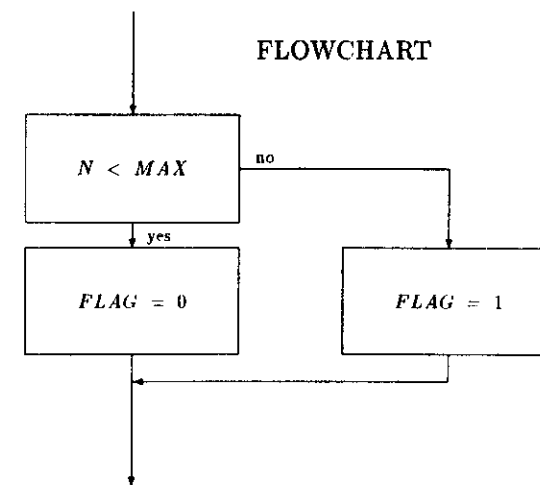 FLOWCHART
N < MAX
no
yes
FLAG = 0
FLAG = 1